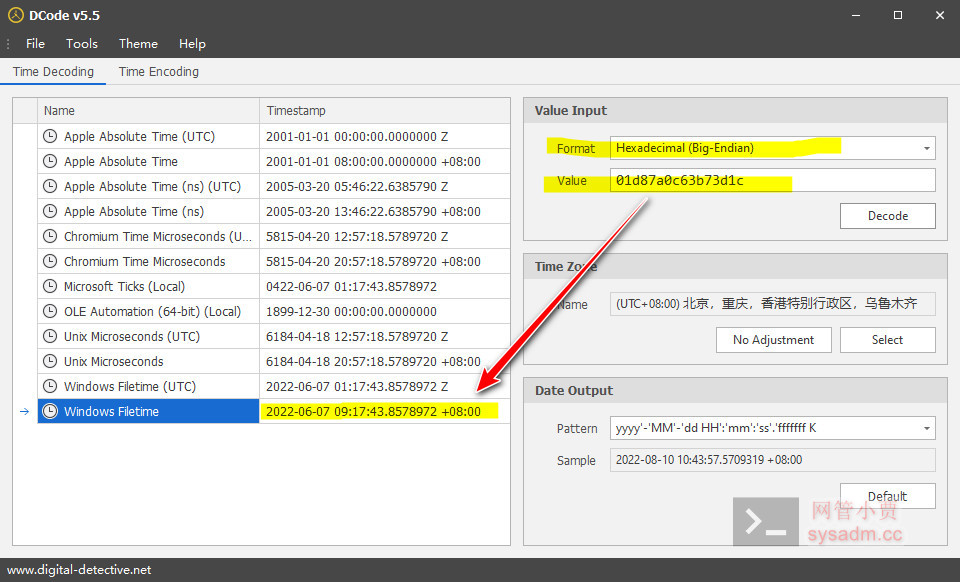 DCode v5.5
File Tools Theme Help
Time Decoding Time Encoding
Name Timestamp
Apple Absolute Time (UTC) 2001-01-01 00:00:00.0000000 Z
Apple Absolute Time 2001-01-01 08:00:00.0000000 +08:00
Apple Absolute Time (ns) (UTC) 2005-03-20 05:46:22.6385790 Z
Apple Absolute Time (ns) 2005-03-20 13:46:22.6385790 +08:00
Chromium Time Microseconds (U... 5815-04-20 12:57:18.5789720 Z
Chromium Time Microseconds 5815-04-20 20:57:18.5789720 +08:00
Microsoft Ticks (Local) 0422-06-07 01:17:43.8578972
OLE Automation (64-bit) (Local) 1899-12-30 00:00:00.0000000
Unix Microseconds (UTC) 6184-04-18 12:57:18.5789720 Z
Unix Microseconds 6184-04-18 20:57:18.5789720 +08:00
Windows Filetime (UTC) 2022-06-07 01:17:43.8578972 Z
Windows Filetime 2022-06-07 09:17:43.8578972 +08:00
Value Input
Format Hexadecimal (Big-Endian)
Value 01d87a0c63b73d1c
Decode
Time Zone
Name (UTC+08:00) 北京，重庆，香港特别行政区，乌鲁木齐
No Adjustment Select
Date Output
Pattern yyyy'-'MM'-'dd HH':'mm':'ss'.'fffffff K
Sample 2022-08-10 10:43:57.5709319 +08:00
Default
网管小贾
sysadm.cc
www.digital-detective.net